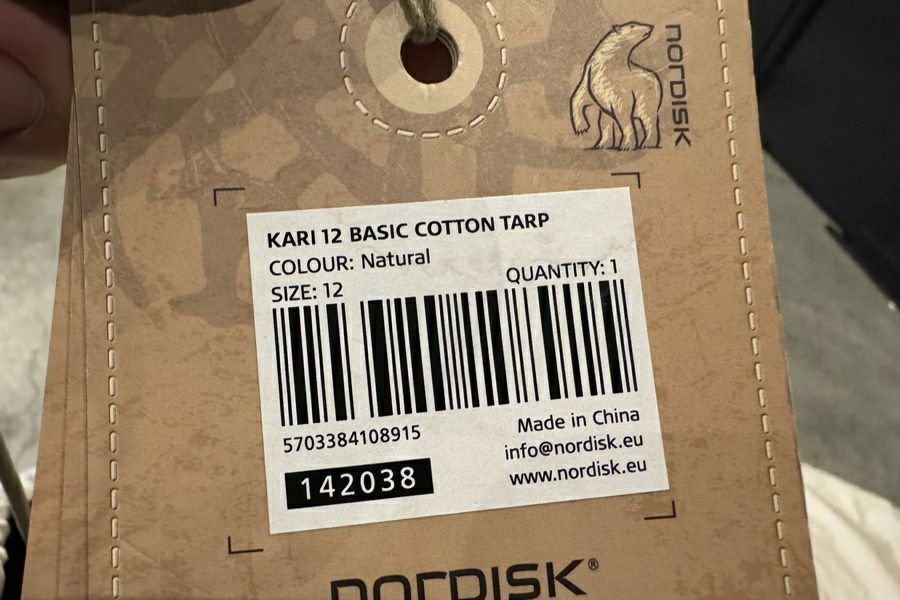 NORDISK
KARI 12 BASIC COTTON TARP
COLOUR: Natural
SIZE: 12
QUANTITY: 1
5703384108915
142038
Made in China
info@nordisk.eu
www.nordisk.eu
NORDISK®